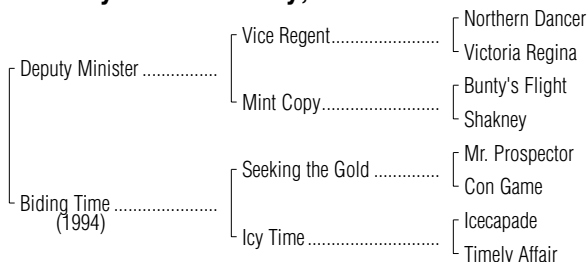 Northern Dancer
Vice Regent
Victoria Regina
Deputy Minister
Bunty's Flight
Mint Copy
Shakney
Mr. Prospector
Seeking the Gold
Con Game
Biding Time
(1994)
Icecapade
Icy Time
Timely Affair